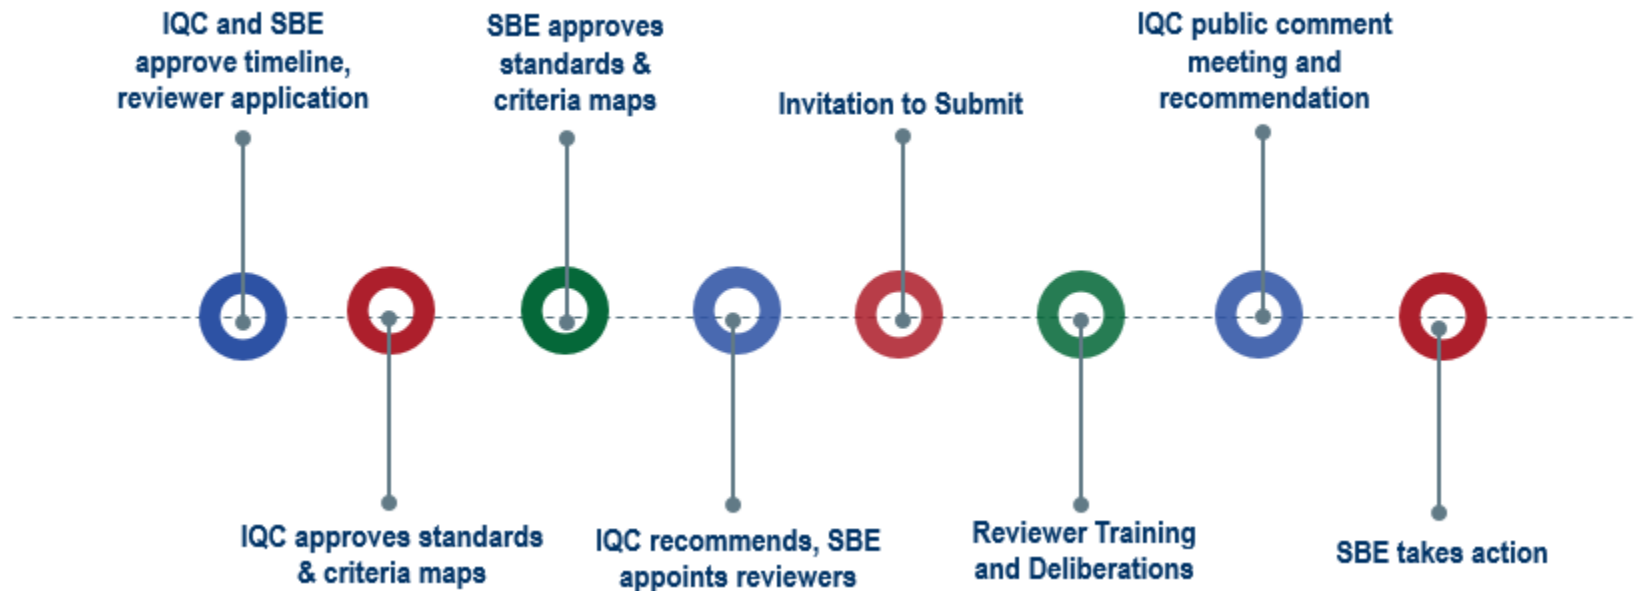 IQC and SBE
approve timeline,
reviewer application
IQC approves standards
& criteria maps
SBE approves
standards &
criteria maps
IQC recommends, SBE
appoints reviewers
Invitation to Submit
Reviewer Training
and Deliberations
IQC public comment
meeting and
recommendation
SBE takes action